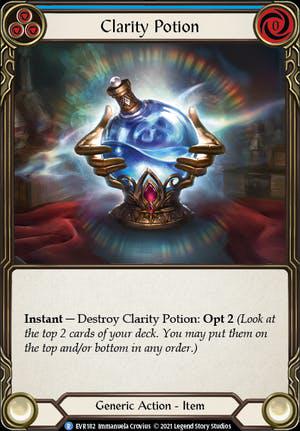 Clarity Potion
0
Instant — Destroy Clarity Potion: Opt 2 (Look
at the top 2 cards of your deck. You may put them
on the top and/or bottom in any order.)
Generic Action - Item
R EVR182 Immanuela Crovius © 2021 Legend Story Studios